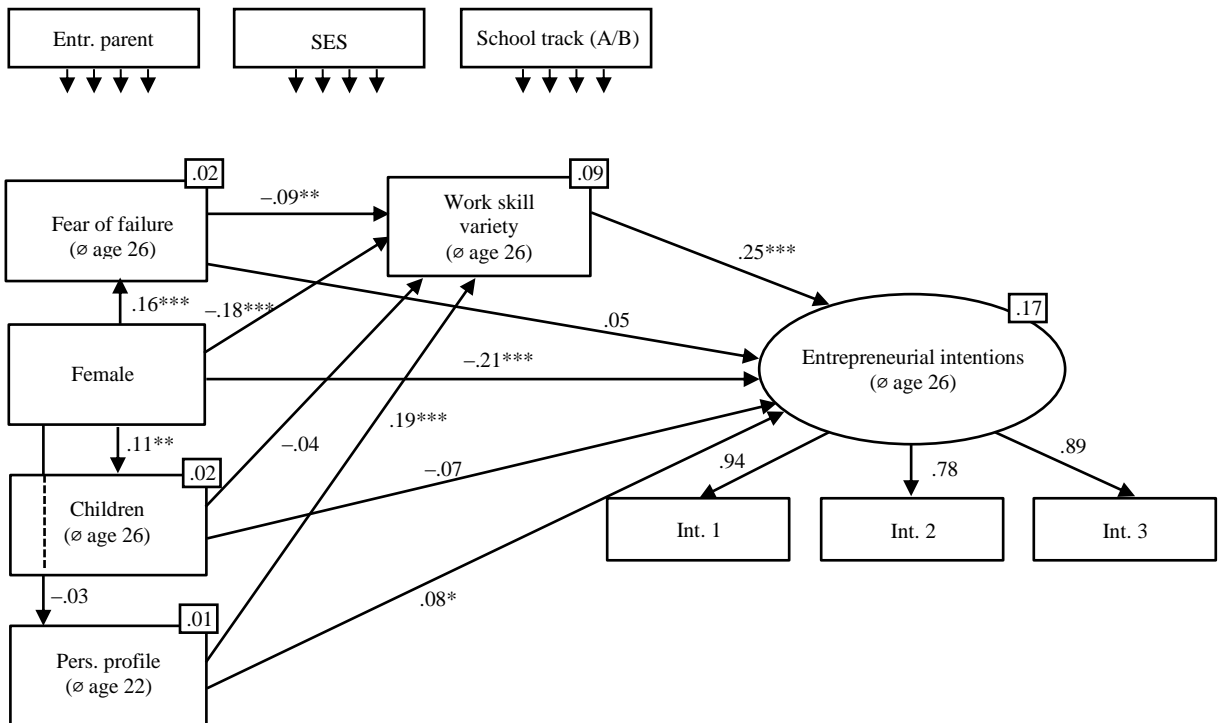 Entr. parent
SES
School track (A/B)
.02
Fear of failure
(⌀ age 26)
–.09**
.09
Work skill
variety
(⌀ age 26)
.25***
.16***
–.18***
.05
.17
Female
–.21***
Entrepreneurial intentions
(⌀ age 26)
.11**
.19***
–.04
–.07
.94
.78
.89
.02
Children
(⌀ age 26)
Int. 1
Int. 2
Int. 3
–.03
.08*
.01
Pers. profile
(⌀ age 22)